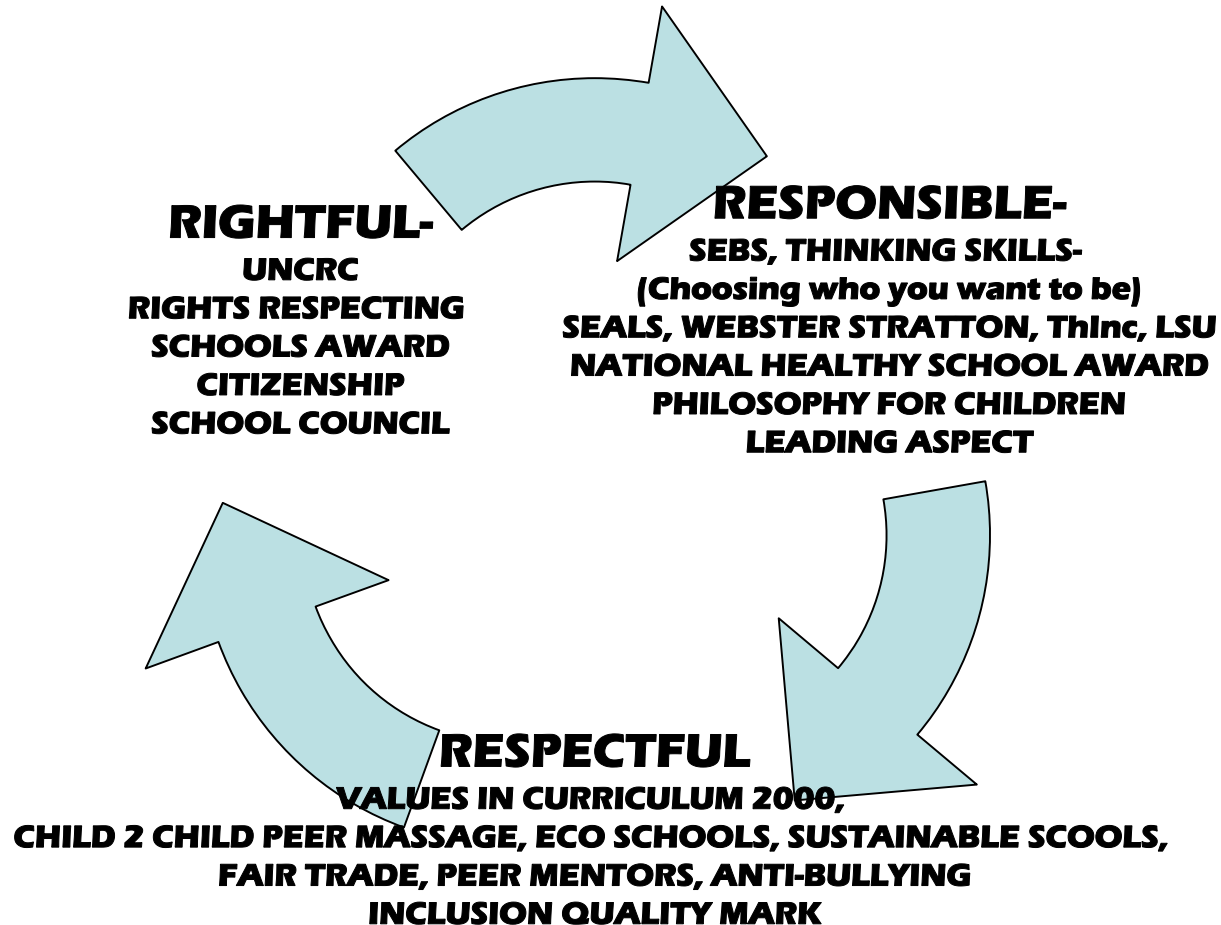 RIGHTFUL-
UNCRC
RIGHTS RESPECTING
SCHOOLS AWARD
CITIZENSHIP
SCHOOL COUNCIL
RESPONSIBLE-
SEBS, THINKING SKILLS-
(Choosing who you want to be)
SEALS, WEBSTER STRATTON, ThInc, LSU
NATIONAL HEALTHY SCHOOL AWARD
PHILOSOPHY FOR CHILDREN
LEADING ASPECT
RESPECTFUL
VALUES IN CURRICULUM 2000,
CHILD 2 CHILD PEER MASSAGE, ECO SCHOOLS, SUSTAINABLE SCOOLS,
FAIR TRADE, PEER MENTORS, ANTI-BULLYING
INCLUSION QUALITY MARK